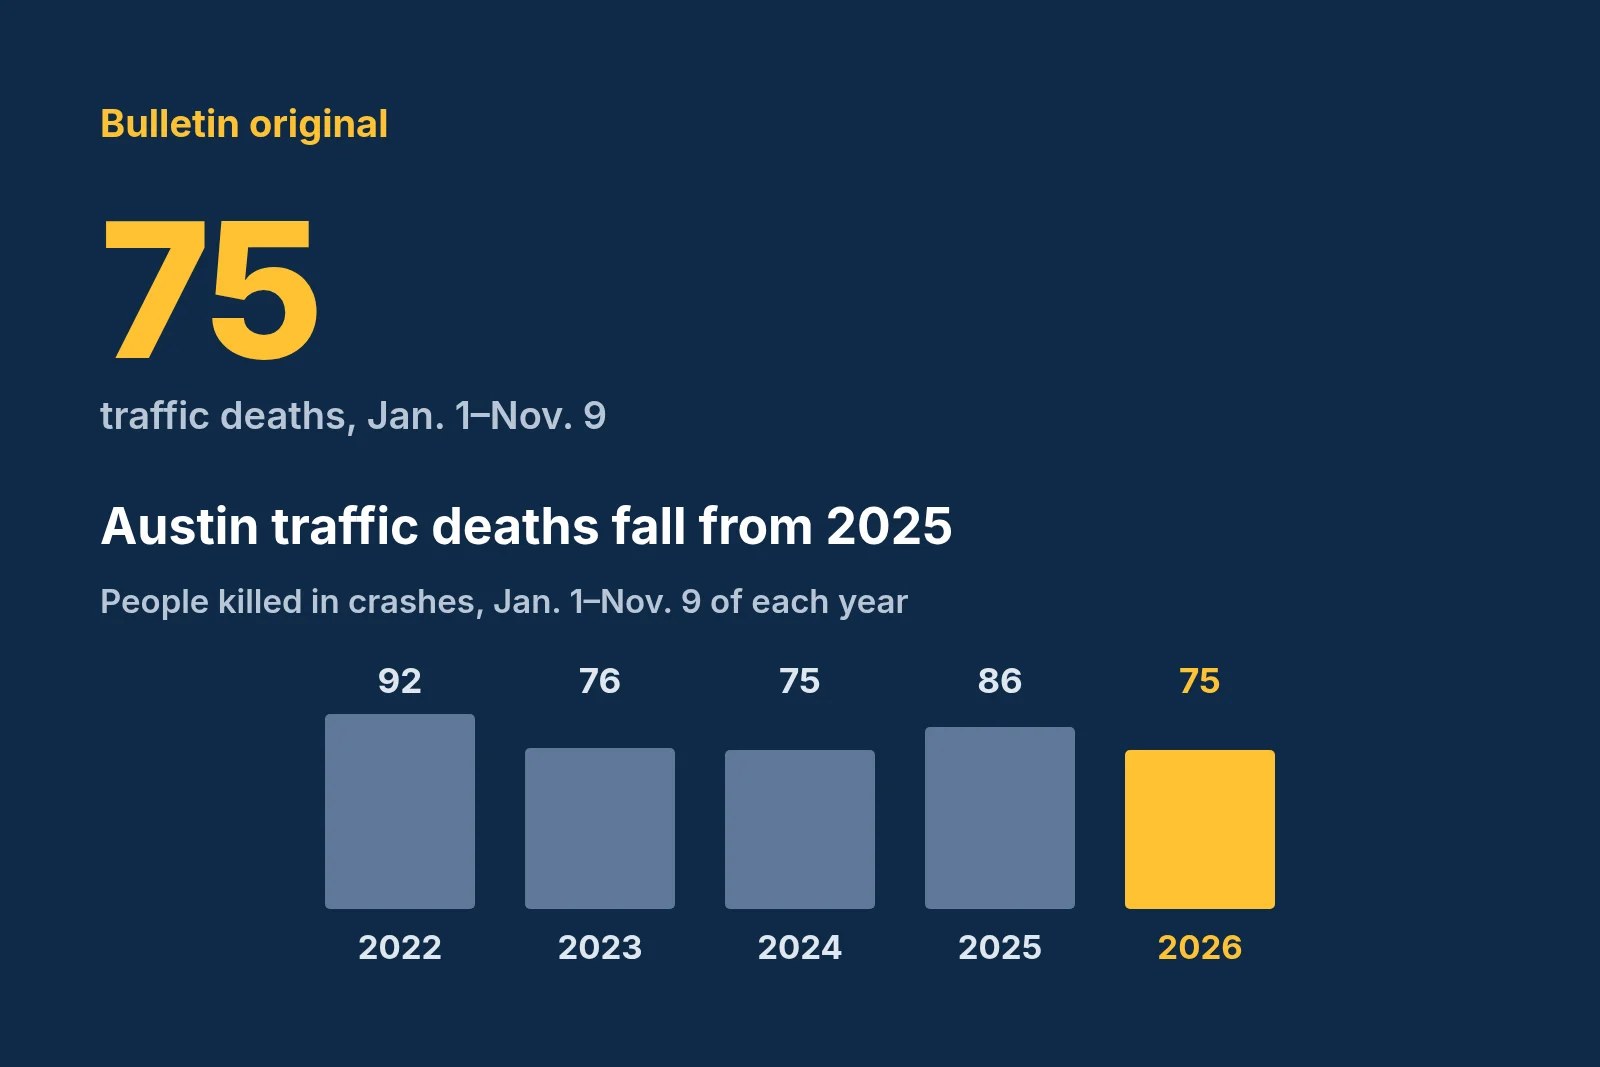 Bulletin original
75
traffic deaths, Jan. 1–Nov. 9
Austin traffic deaths fall from 2025
People killed in crashes, Jan. 1–Nov. 9 of each year
92 76 75 86 75
2022 2023 2024 2025 2026